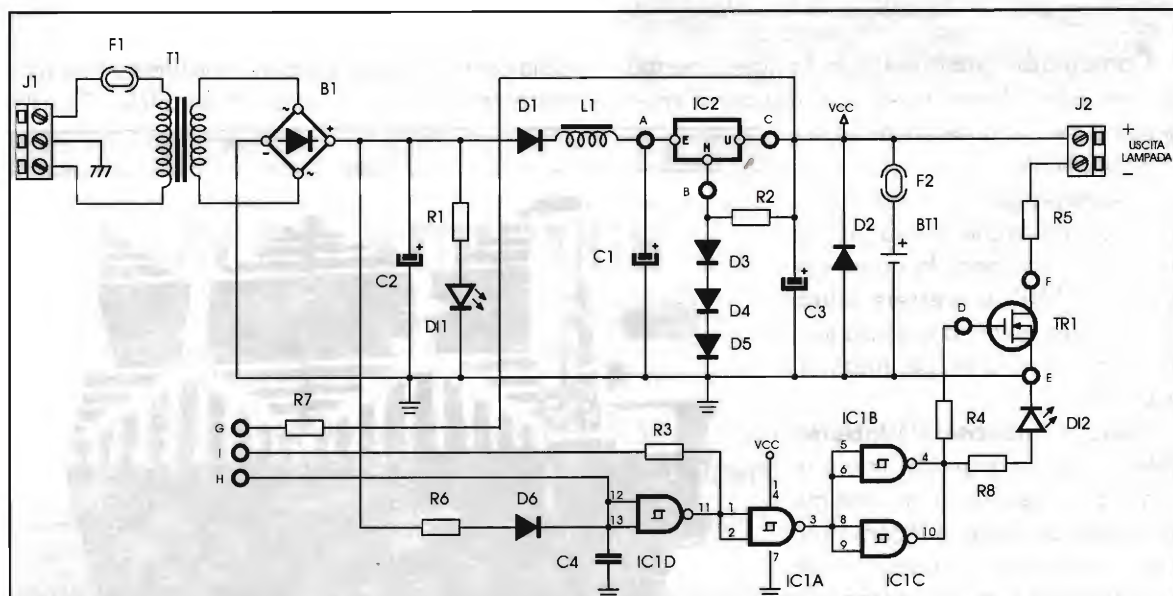 F1
T1
J1
B1
D1
L1
A
IC2
C
VCC
J2
E
U
M
+
USCITA
LAMPADA
−
~
~
−
+
B
R2
F2
R1
C2
+
C1
+
D3
D2
BT1
+
R5
DI1
D4
C3
+
F
D
TR1
D5
E
G
R7
I
H
R3
VCC
IC1B
R4
DI2
1
4
5
6
4
R6
D6
12
13
11
1
2
3
R8
8
9
10
C4
IC1D
7
IC1A
IC1C